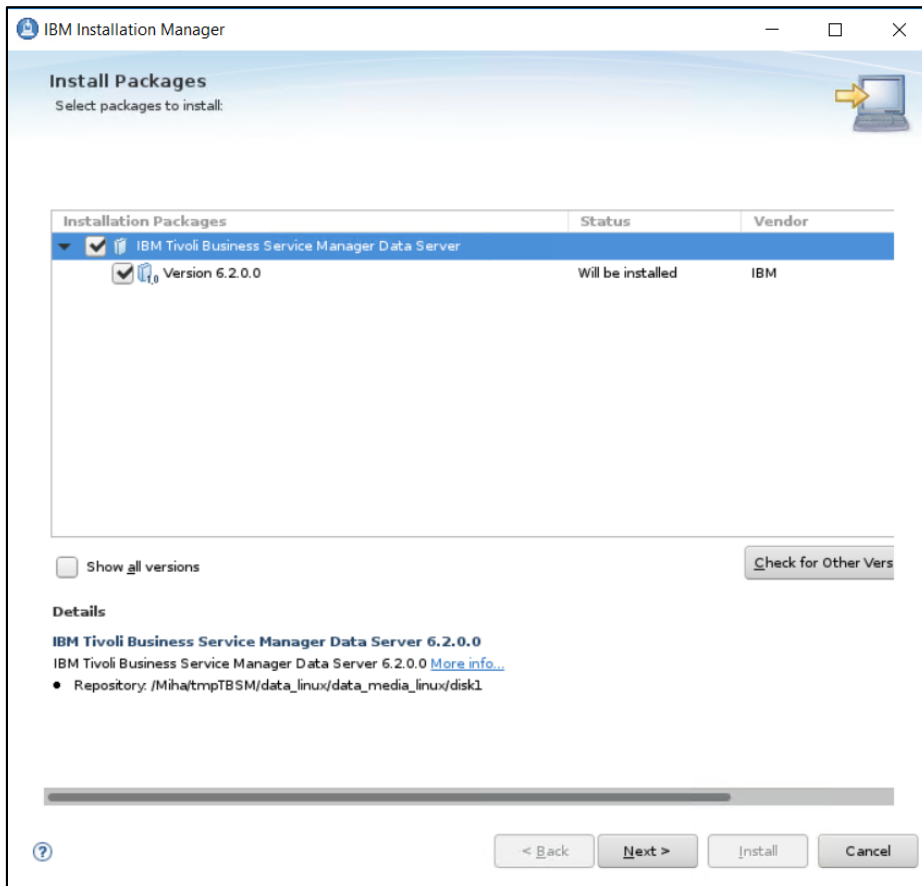 IBM Installation Manager
Install Packages
Select packages to install:
Installation Packages Status Vendor
IBM Tivoli Business Service Manager Data Server
Version 6.2.0.0 Will be installed IBM
Show all versions
Check for Other Vers
Details
IBM Tivoli Business Service Manager Data Server 6.2.0.0
IBM Tivoli Business Service Manager Data Server 6.2.0.0 More info...
• Repository: /Miha/tmpTBSM/data_linux/data_media_linux/disk1
? < Back Next > Install Cancel